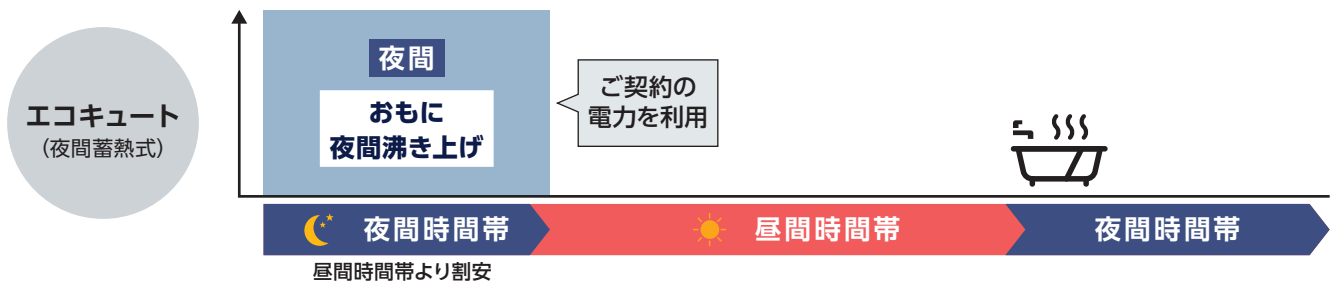 エコキュート
（夜間蓄熱式）
夜間
おもに
夜間沸き上げ
ご契約の
電力を利用
夜間時間帯
昼間時間帯
夜間時間帯
昼間時間帯より割安